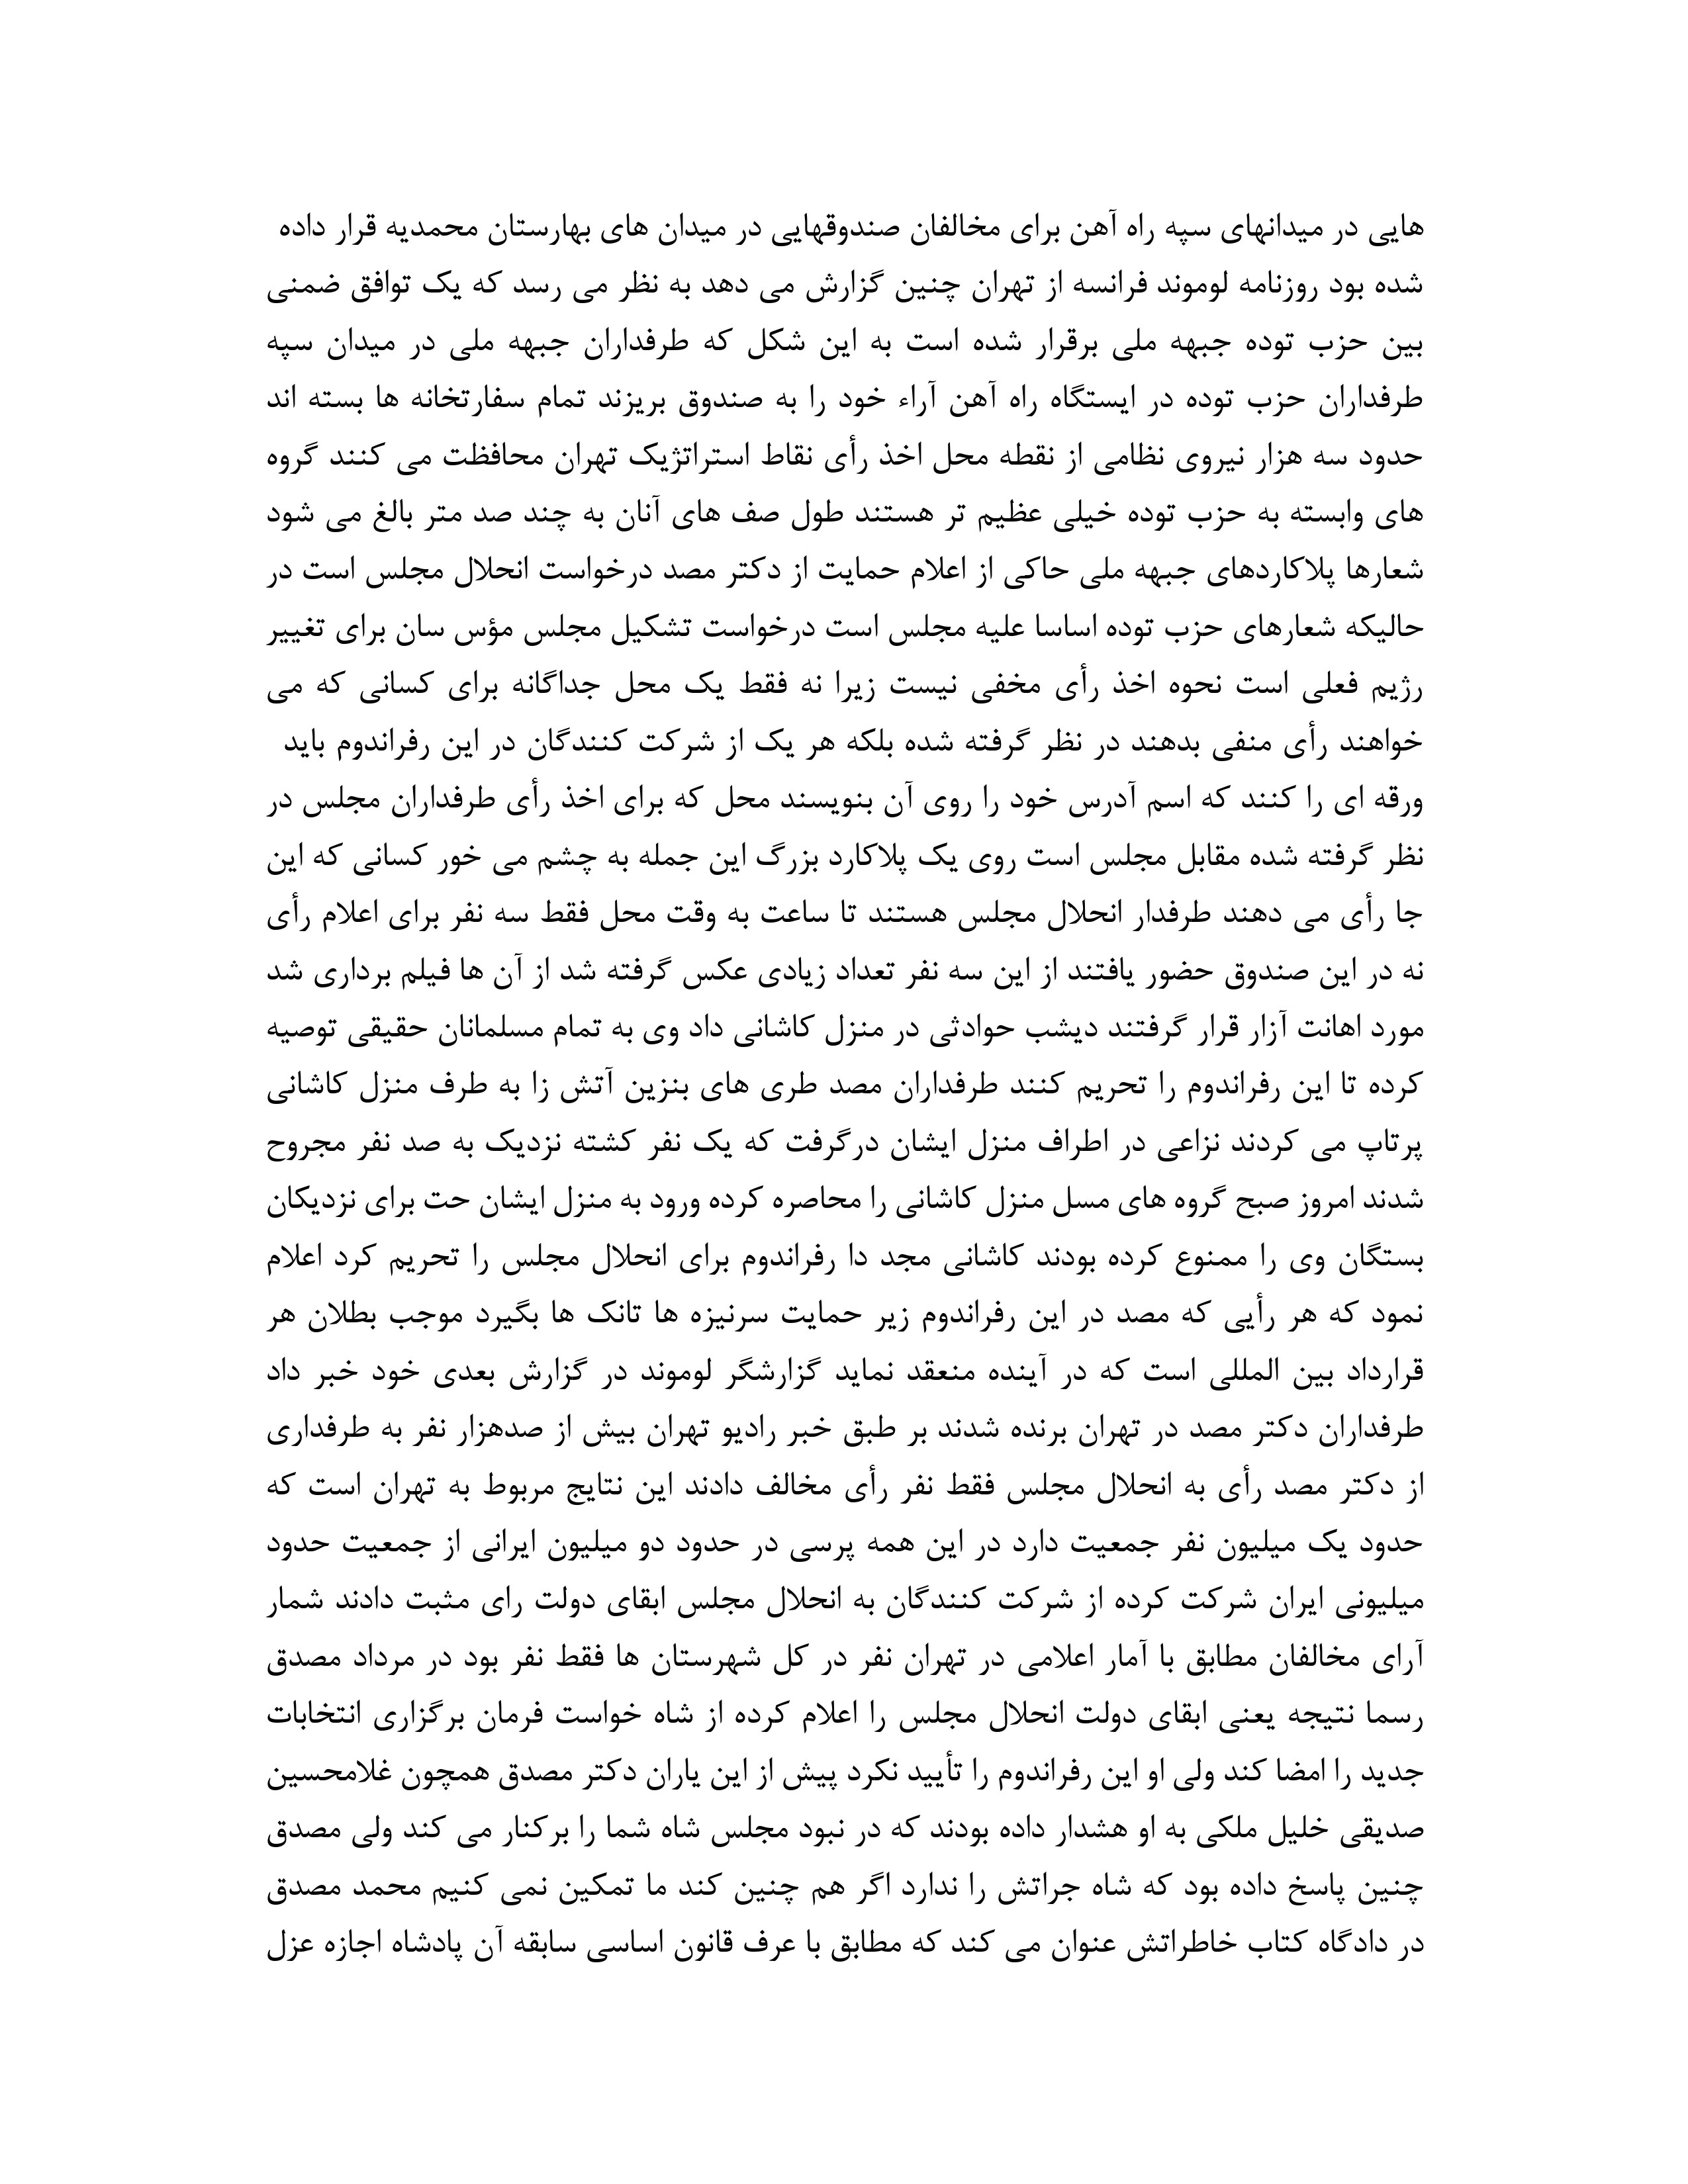 هایی در میدانهای سپه راه آهن برای مخالفان صندوقهایی در میدان های بهارستان محمدیه قرار داده
شده بود روزنامه لوموند فرانسه از تهران چنین گزارش می دهد به نظر می رسد که یک توافق ضمنی
بین حزب توده جبهه ملی برقرار شده است به این شکل که طرفداران جبهه ملی در میدان سپه
طرفداران حزب توده در ایستگاه راه آهن آراء خود را به صندوق بریزند تمام سفارتخانه ها بسته اند
حدود سه هزار نیروی نظامی از نقطه محل اخذ رأی نقاط استراتژیک تهران محافظت می کنند گروه
های وابسته به حزب توده خیلی عظیم تر هستند طول صف های آنان به چند صد متر بالغ می شود
شعارها پلاکاردهای جبهه ملی حاکی از اعلام حمایت از دکتر مصد درخواست انحلال مجلس است در
حالیکه شعارهای حزب توده اساسا علیه مجلس است درخواست تشکیل مجلس مؤس سان برای تغییر
رژیم فعلی است نحوه اخذ رأی مخفی نیست زیرا نه فقط یک محل جداگانه برای کسانی که می
خواهند رأی منفی بدهند در نظر گرفته شده بلکه هر یک از شرکت کنندگان در این رفراندوم باید
ورقه ای را کنند که اسم آدرس خود را روی آن بنویسند محل که برای اخذ رأی طرفداران مجلس در
نظر گرفته شده مقابل مجلس است روی یک پلاکارد بزرگ این جمله به چشم می خور کسانی که این
جا رأی می دهند طرفدار انحلال مجلس هستند تا ساعت به وقت محل فقط سه نفر برای اعلام رأی
نه در این صندوق حضور یافتند از این سه نفر تعداد زیادی عکس گرفته شد از آن ها فیلم برداری شد
مورد اهانت آزار قرار گرفتند دیشب حوادثی در منزل کاشانی داد وی به تمام مسلمانان حقیقی توصیه
کرده تا این رفراندوم را تحریم کنند طرفداران مصد طری های بنزین آتش زا به طرف منزل کاشانی
پرتاپ می کردند نزاعی در اطراف منزل ایشان درگرفت که یک نفر کشته نزدیک به صد نفر مجروح
شدند امروز صبح گروه های مسل منزل کاشانی را محاصره کرده ورود به منزل ایشان حت برای نزدیکان
بستگان وی را ممنوع کرده بودند کاشانی مجد دا رفراندوم برای انحلال مجلس را تحریم کرد اعلام
نمود که هر رأیی که مصد در این رفراندوم زیر حمایت سرنیزه ها تانک ها بگیرد موجب بطلان هر
قرارداد بین المللی است که در آینده منعقد نماید گزارشگر لوموند در گزارش بعدی خود خبر داد
طرفداران دکتر مصد در تهران برنده شدند بر طبق خبر رادیو تهران بیش از صدهزار نفر به طرفداری
از دکتر مصد رأی به انحلال مجلس فقط نفر رأی مخالف دادند این نتایج مربوط به تهران است که
حدود یک میلیون نفر جمعیت دارد در این همه پرسی در حدود دو میلیون ایرانی از جمعیت حدود
میلیونی ایران شرکت کرده از شرکت کنندگان به انحلال مجلس ابقای دولت رای مثبت دادند شمار
آرای مخالفان مطابق با آمار اعلامی در تهران نفر در کل شهرستان ها فقط نفر بود در مرداد مصدق
رسما نتیجه یعنی ابقای دولت انحلال مجلس را اعلام کرده از شاه خواست فرمان برگزاری انتخابات
جدید را امضا کند ولی او این رفراندوم را تأیید نکرد پیش از این یاران دکتر مصدق همچون غلامحسین
صدیقی خلیل ملکی به او هشدار داده بودند که در نبود مجلس شاه شما را برکنار می کند ولی مصدق
چنین پاسخ داده بود که شاه جراتش را ندارد اگر هم چنین کند ما تمکین نمی کنیم محمد مصدق
در دادگاه کتاب خاطراتش عنوان می کند که مطابق با عرف قانون اساسی سابقه آن پادشاه اجازه عزل